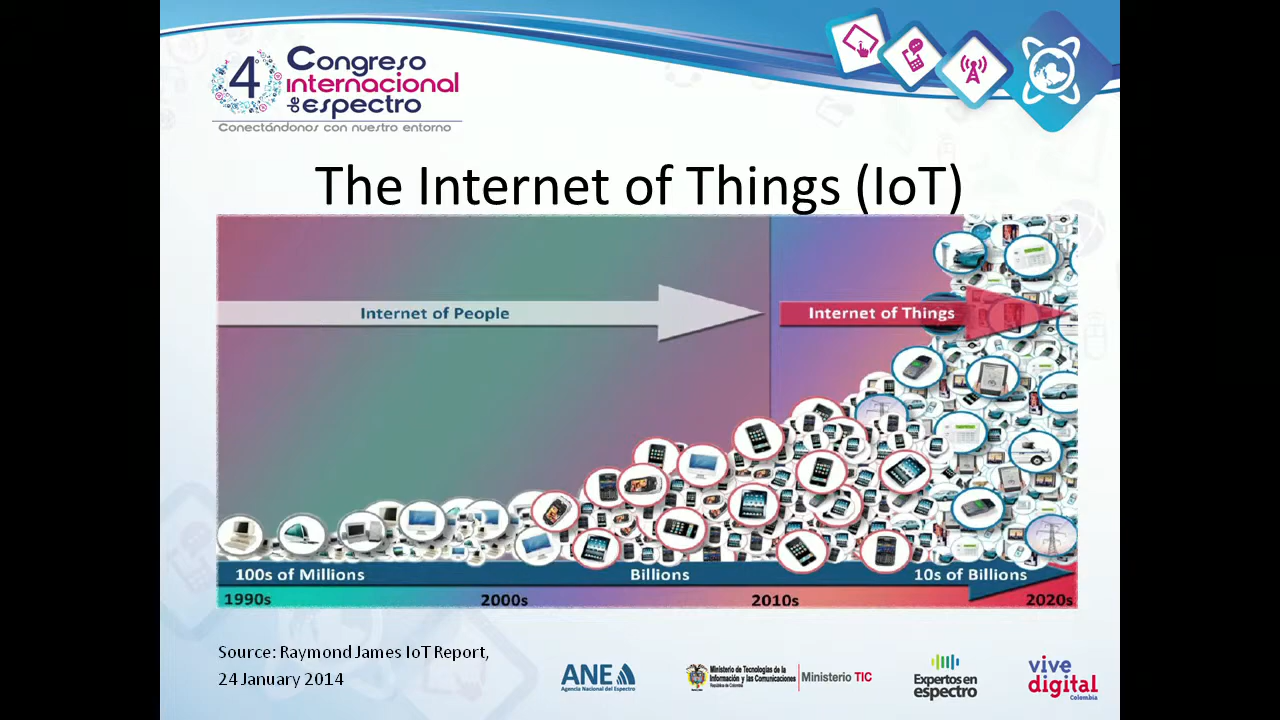 4° Congreso
internacional
de espectro
Conectándonos con nuestro entorno
The Internet of Things (IoT)
Internet of People
Internet of Things
100s of Millions
Billions
10s of Billions
1990s
2000s
2010s
2020s
Source: Raymond James IoT Report,
24 January 2014
ANE
Agencia Nacional del Espectro
Ministerio de Tecnologías de la
Información y las Comunicaciones
República de Colombia
Ministerio TIC
Expertos en
espectro
vive
digital
Colombia